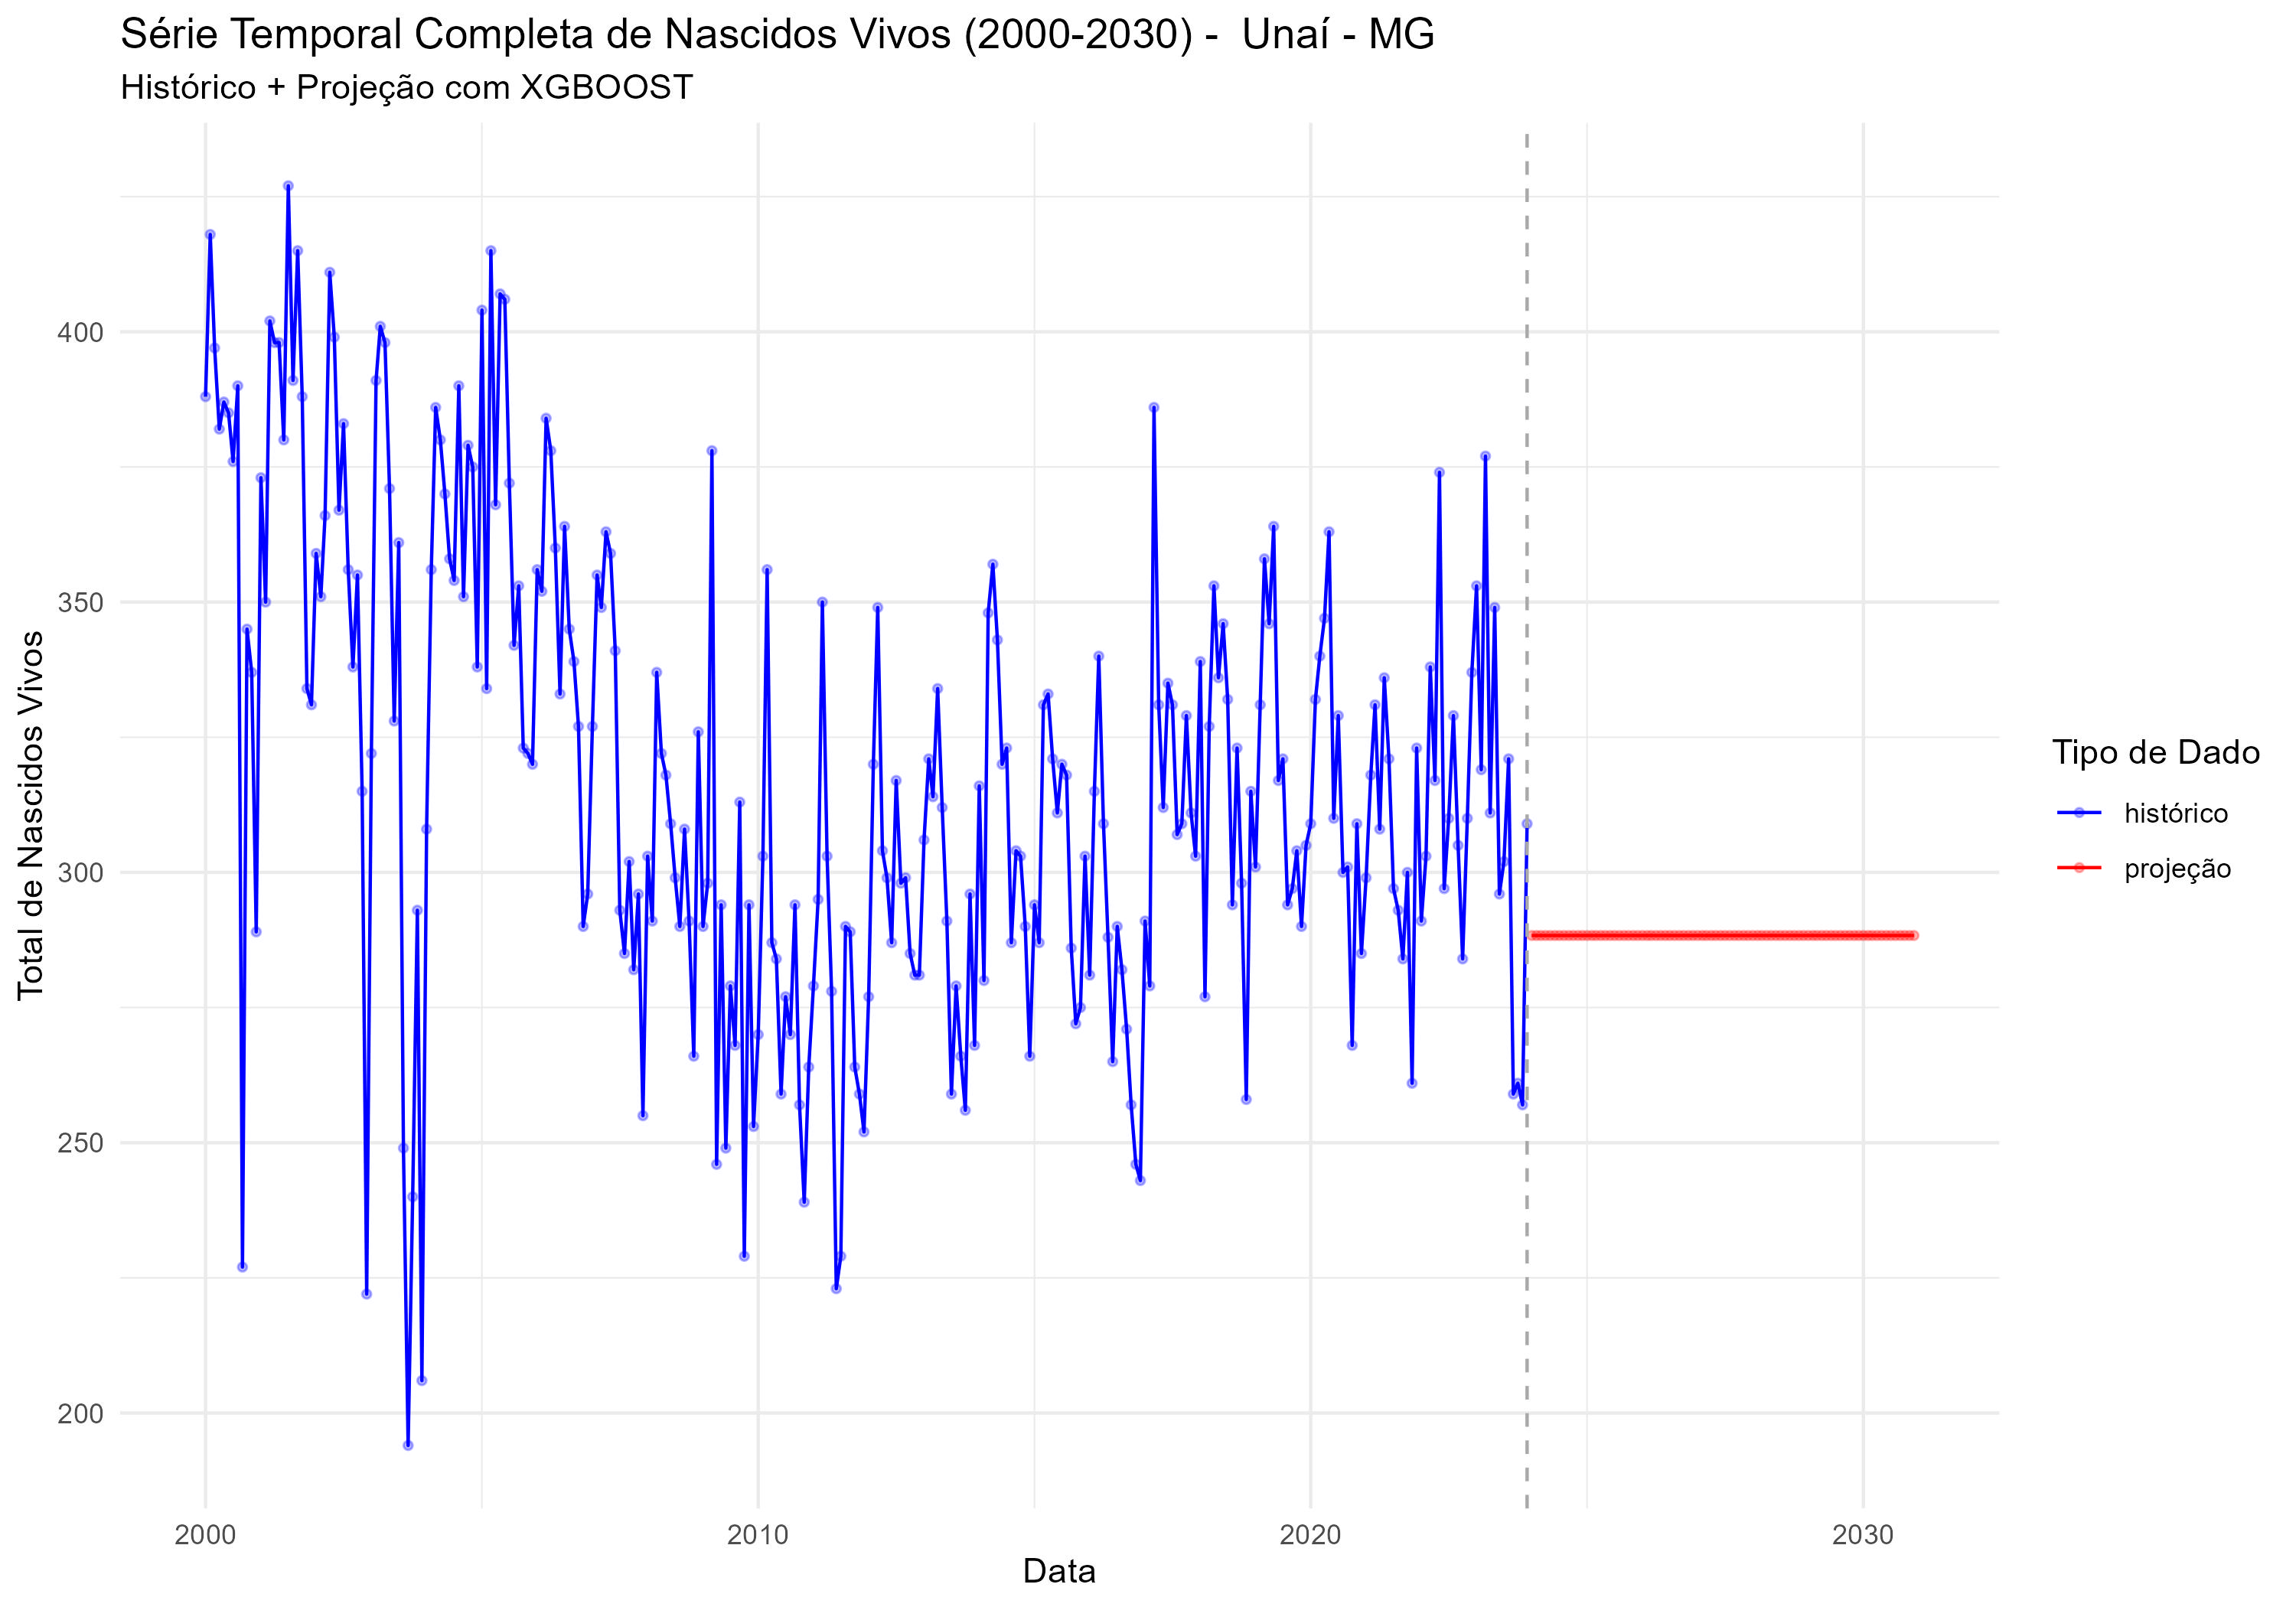 Série Temporal Completa de Nascidos Vivos (2000-2030) -  Unaí - MG
Histórico + Projeção com XGBOOST
Total de Nascidos Vivos
400
350
300
250
200
2000
2010
2020
2030
Data
Tipo de Dado
histórico
projeção